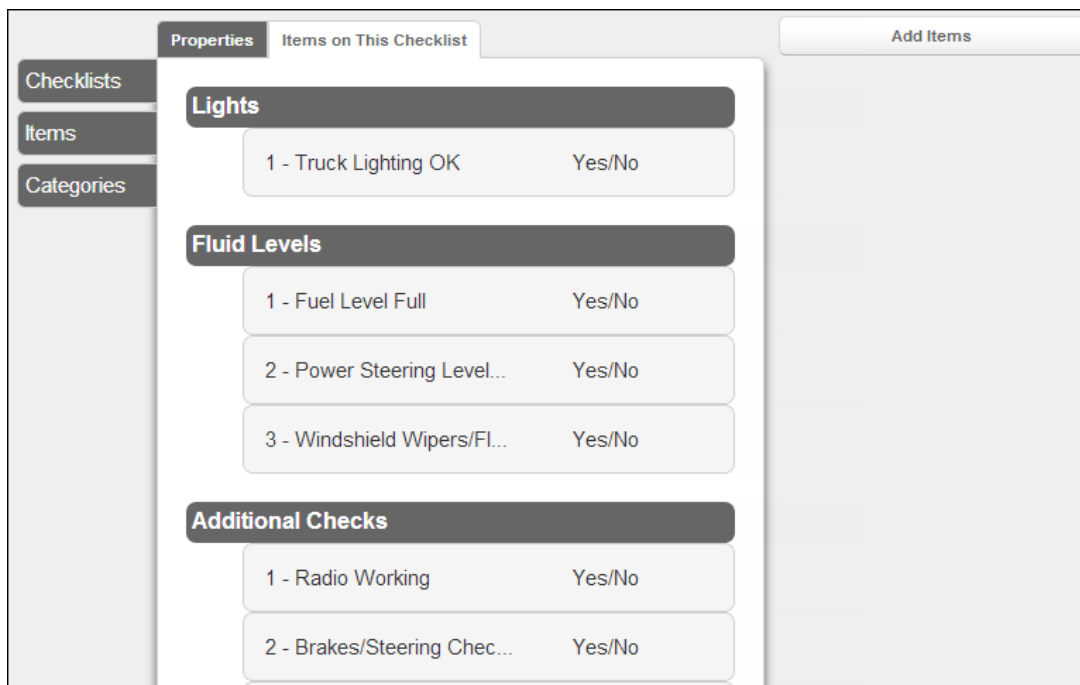 Properties
Items on This Checklist
Add Items
Checklists
Items
Categories
Lights
1 - Truck Lighting OK Yes/No
Fluid Levels
1 - Fuel Level Full Yes/No
2 - Power Steering Level... Yes/No
3 - Windshield Wipers/Fl... Yes/No
Additional Checks
1 - Radio Working Yes/No
2 - Brakes/Steering Chec... Yes/No